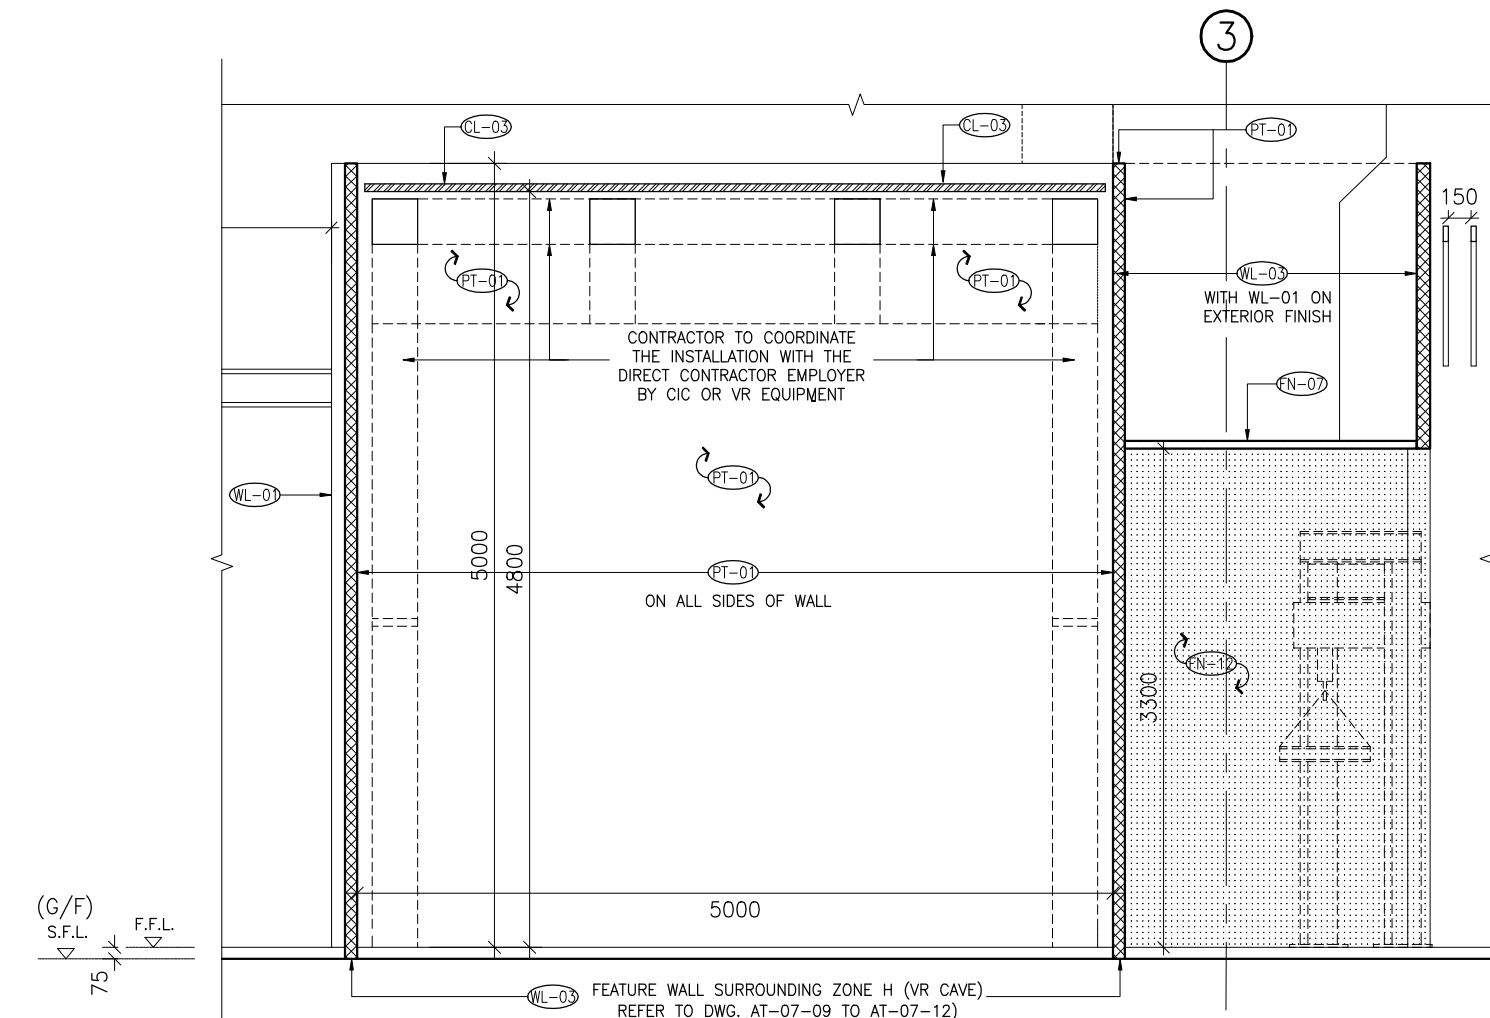 3
CL-03
CL-03
PT-01
150
PT-01
PT-01
WL-03
WITH WL-01 ON
EXTERIOR FINISH
CONTRACTOR TO COORDINATE
THE INSTALLATION WITH THE
DIRECT CONTRACTOR EMPLOYER
BY CIC OR VR EQUIPMENT
FN-07
PT-01
WL-01
5000
4800
PT-01
ON ALL SIDES OF WALL
FN-12
3300
5000
(G/F)
S.F.L.
F.F.L.
75
WL-03
FEATURE WALL SURROUNDING ZONE H (VR CAVE)
REFER TO DWG. AT-07-09 TO AT-07-12)